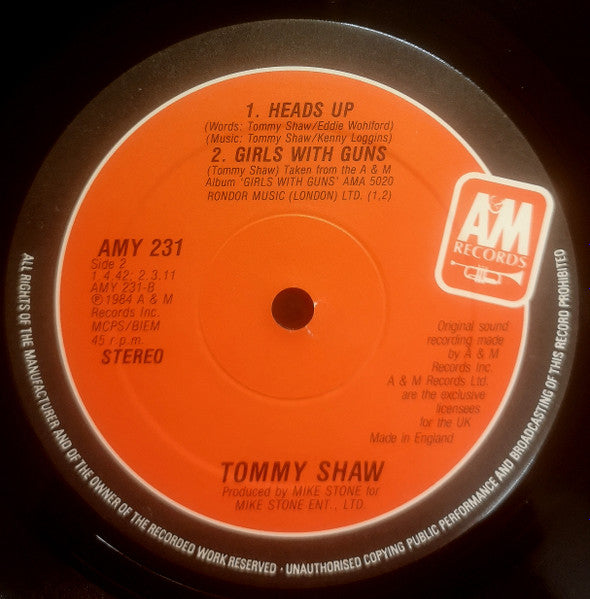 1. HEADS UP
(Words: Tommy Shaw/Eddie Wohlford)
(Music: Tommy Shaw/Kenny Loggins)
2. GIRLS WITH GUNS
(Tommy Shaw) Taken from the A & M
Album 'GIRLS WITH GUNS' AMA 5020
RONDOR MUSIC (LONDON) LTD. (1,2)
A&M
RECORDS
AMY 231
Side 2
1. 4.42; 2.3.11
AMY 231-B
℗ 1984 A & M
Records Inc.
MCPS/BIEM
45 r.p.m.
STEREO
Original sound
recording made
by A & M
Records Inc.
A & M Records Ltd.
are the exclusive
licensees
for the UK
Made in England
TOMMY SHAW
Produced by MIKE STONE for
MIKE STONE ENT., LTD.
ALL RIGHTS OF THE MANUFACTURER AND OF THE OWNER OF THE RECORDED WORK RESERVED · UNAUTHORISED COPYING PUBLIC PERFORMANCE AND BROADCASTING OF THIS RECORD PROHIBITED